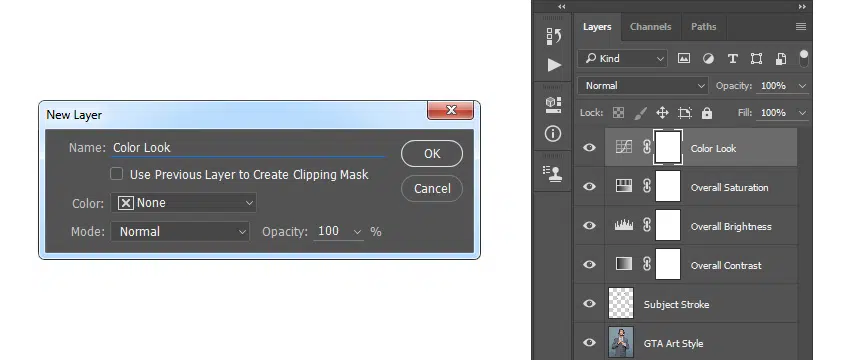 New Layer
Name: Color Look
OK
Use Previous Layer to Create Clipping Mask
Cancel
Color: None
Mode: Normal Opacity: 100 %
Layers Channels Paths
Kind
Normal Opacity: 100%
Lock: Fill: 100%
Color Look
Overall Saturation
Overall Brightness
Overall Contrast
Subject Stroke
GTA Art Style